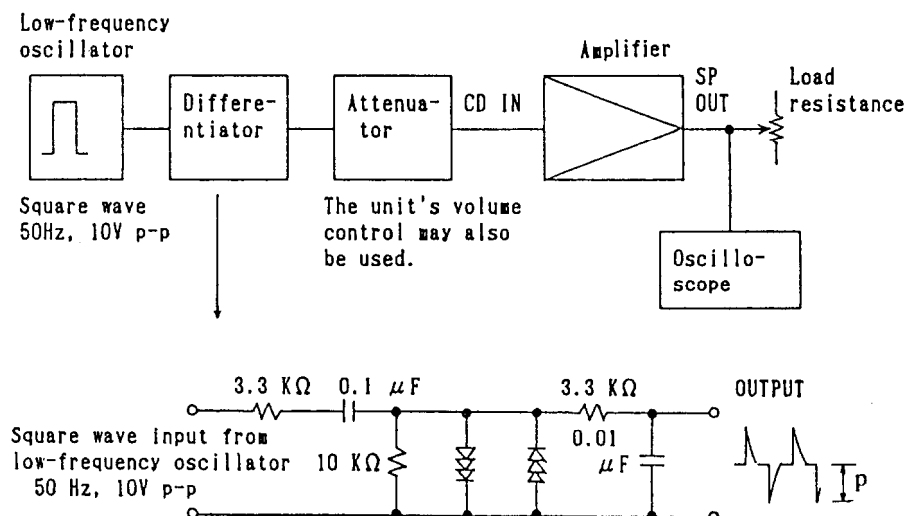 Low-frequency
oscillator
Differe-
ntiator
Attenua-
tor
CD IN
Amplifier
SP
OUT
Load
resistance
Square wave
50Hz, 10V p-p
The unit's volume
control may also
be used.
Oscillo-
scope
3.3 KΩ
0.1 μF
3.3 KΩ
OUTPUT
Square wave input from
low-frequency oscillator
50 Hz, 10V p-p
10 KΩ
0.01
μF
p